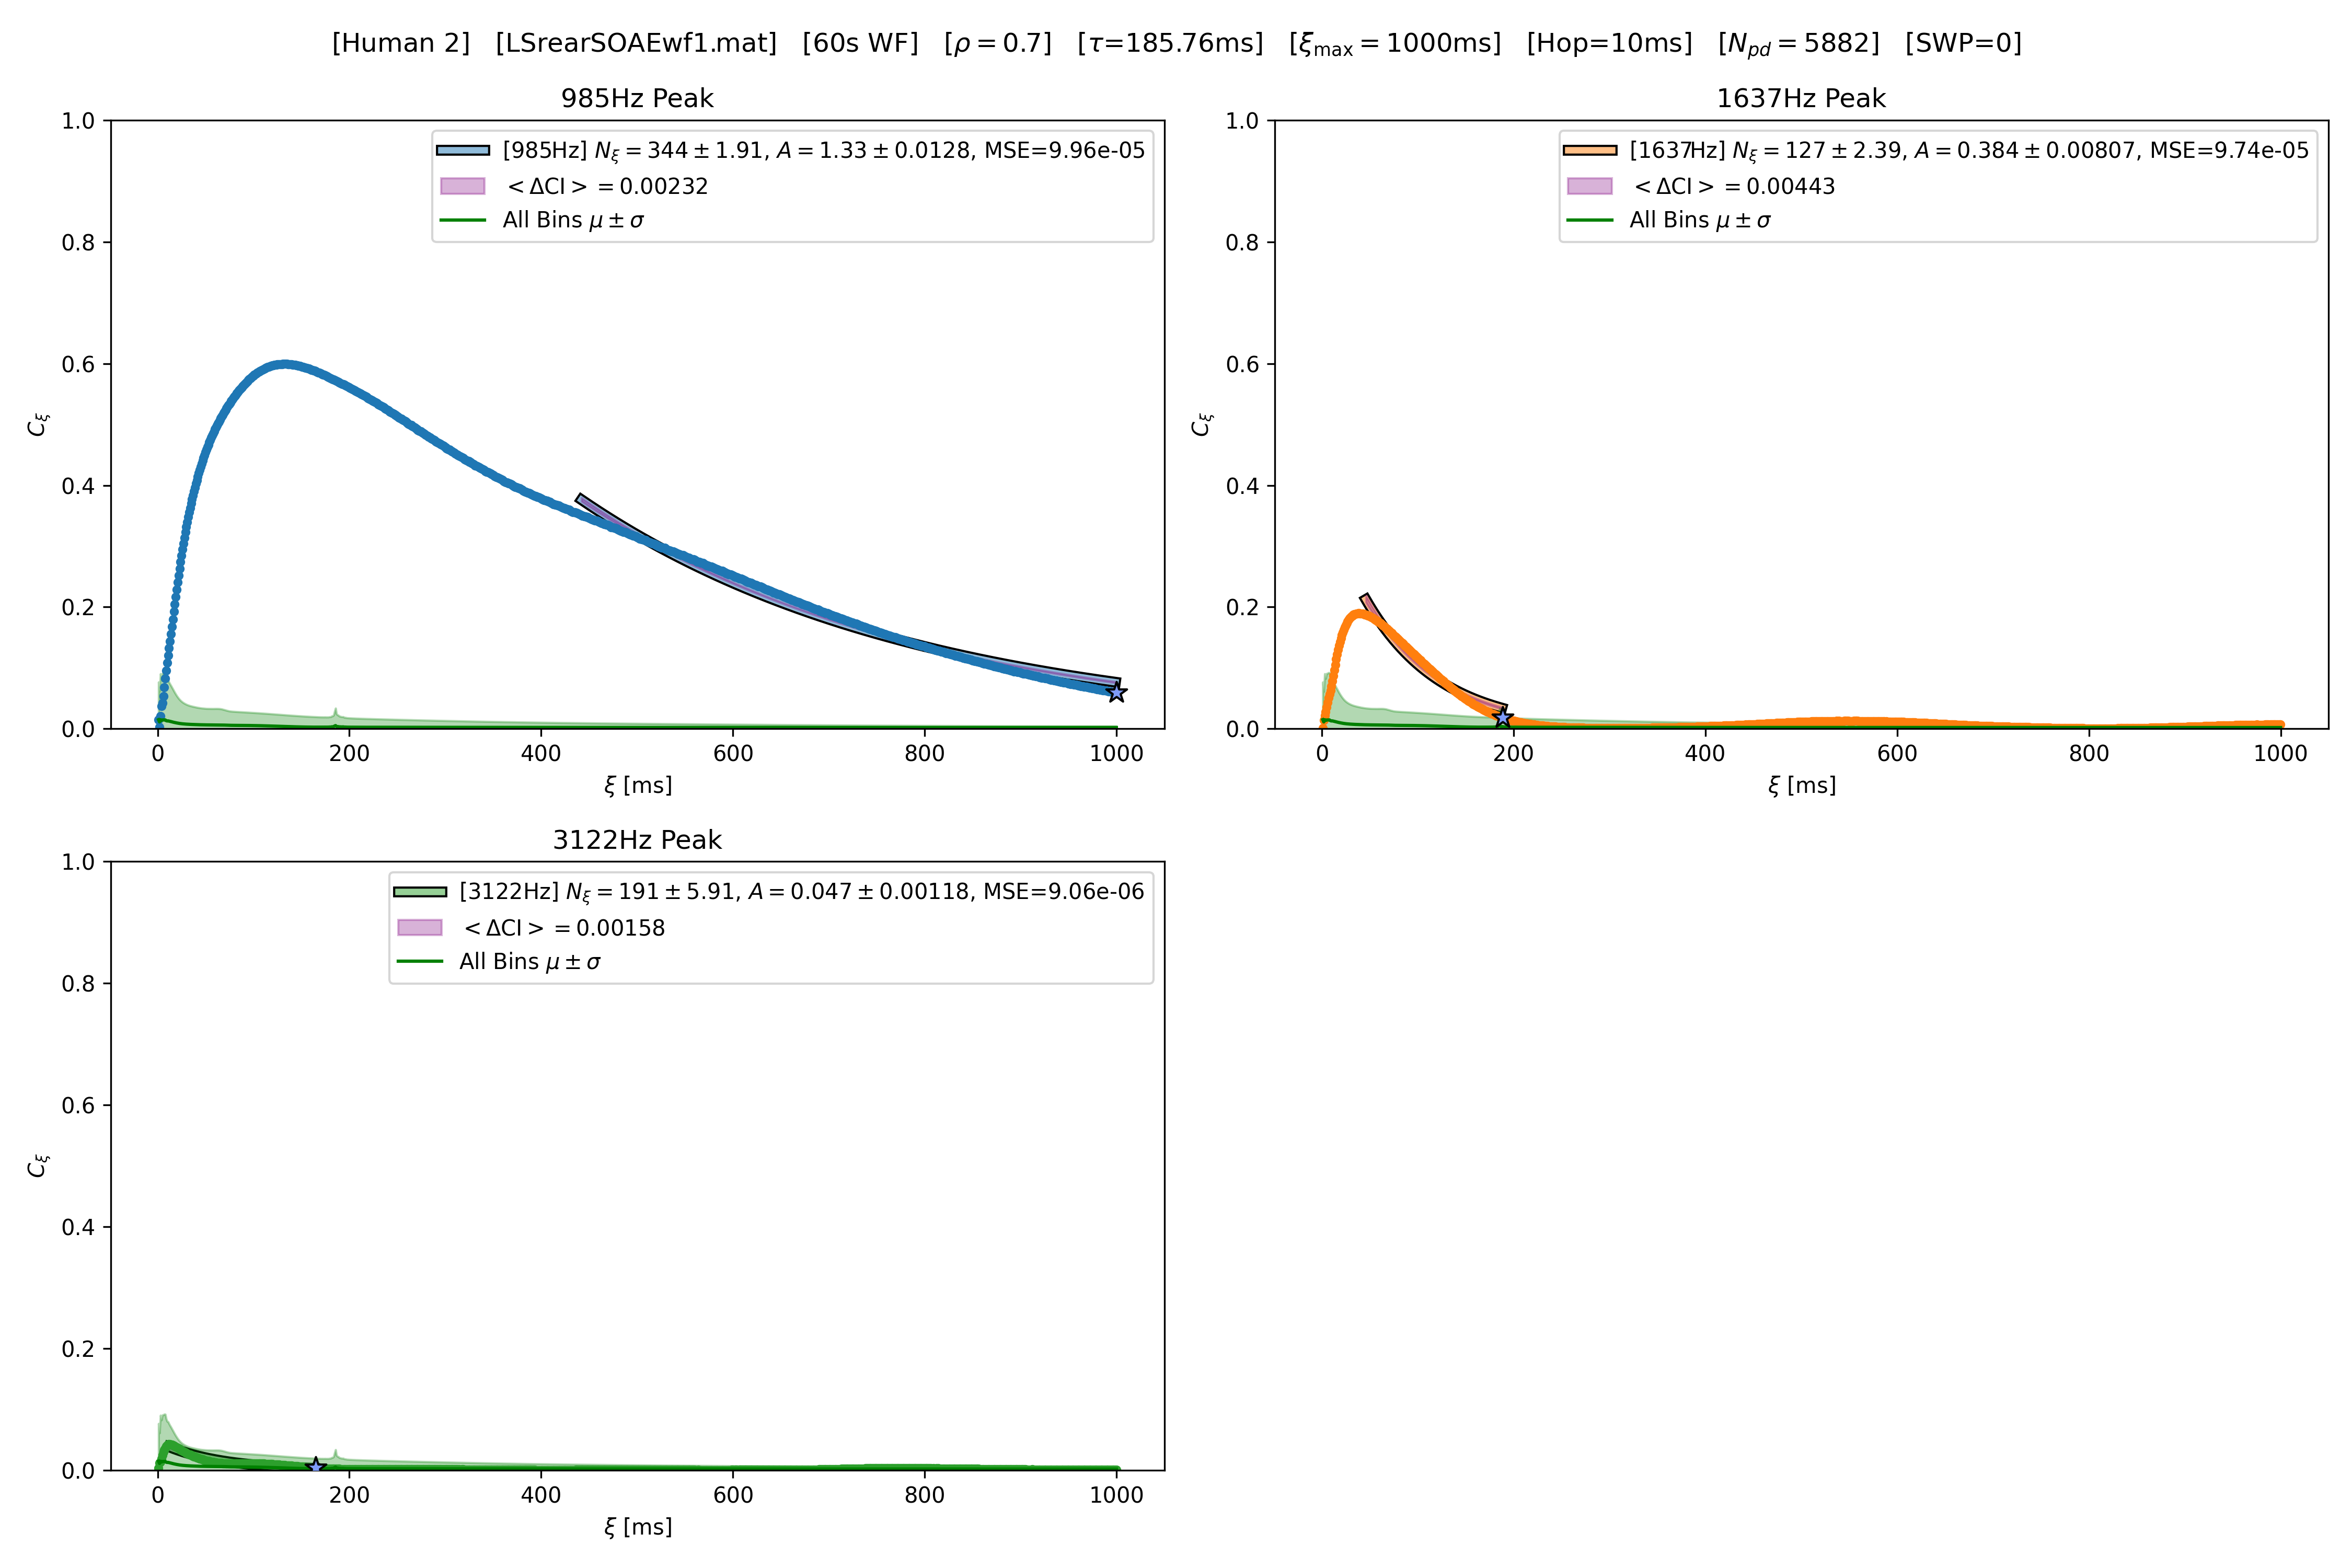 [Human 2] [LSrearSOAEwf1.mat] [60s WF] [ρ = 0.7] [τ=185.76ms] [ξmax = 1000ms] [Hop=10ms] [Npd = 5882] [SWP=0]
985Hz Peak
[985Hz] Nξ = 344 ± 1.91, A = 1.33 ± 0.0128, MSE=9.96e-05
< ΔCI > = 0.00232
All Bins μ ± σ
1.0
0.8
0.6
0.4
0.2
0.0
Cξ
0 200 400 600 800 1000
ξ [ms]
1637Hz Peak
[1637Hz] Nξ = 127 ± 2.39, A = 0.384 ± 0.00807, MSE=9.74e-05
< ΔCI > = 0.00443
All Bins μ ± σ
1.0
0.8
0.6
0.4
0.2
0.0
Cξ
0 200 400 600 800 1000
ξ [ms]
3122Hz Peak
[3122Hz] Nξ = 191 ± 5.91, A = 0.047 ± 0.00118, MSE=9.06e-06
< ΔCI > = 0.00158
All Bins μ ± σ
1.0
0.8
0.6
0.4
0.2
0.0
Cξ
0 200 400 600 800 1000
ξ [ms]